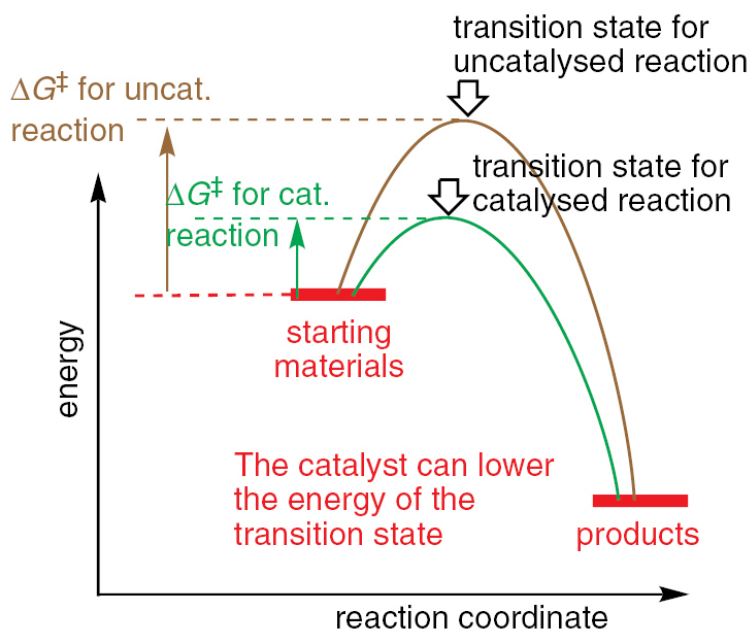 transition state for
uncatalysed reaction
ΔG‡ for uncat.
reaction
transition state for
catalysed reaction
ΔG‡ for cat.
reaction
starting
materials
energy
The catalyst can lower
the energy of the
transition state
products
reaction coordinate